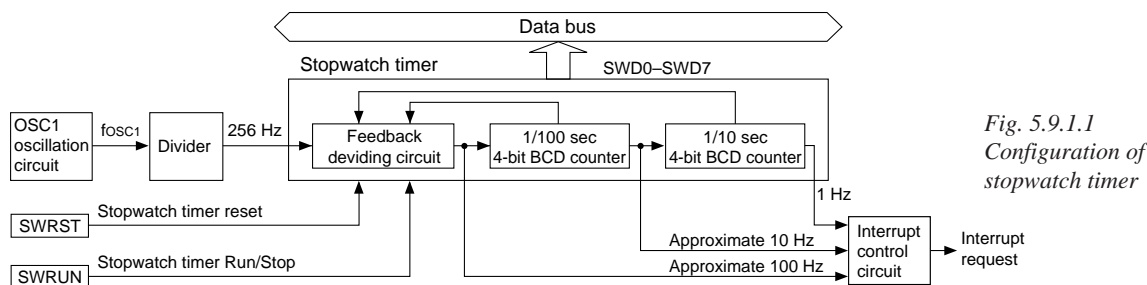 Data bus
Stopwatch timer
SWD0–SWD7
OSC1
oscillation
circuit
fOSC1
Divider
256 Hz
Feedback
deviding circuit
1/100 sec
4-bit BCD counter
1/10 sec
4-bit BCD counter
Fig. 5.9.1.1
Configuration of
stopwatch timer
1 Hz
SWRST
Stopwatch timer reset
Approximate 10 Hz
Interrupt
control
circuit
Interrupt
request
SWRUN
Stopwatch timer Run/Stop
Approximate 100 Hz